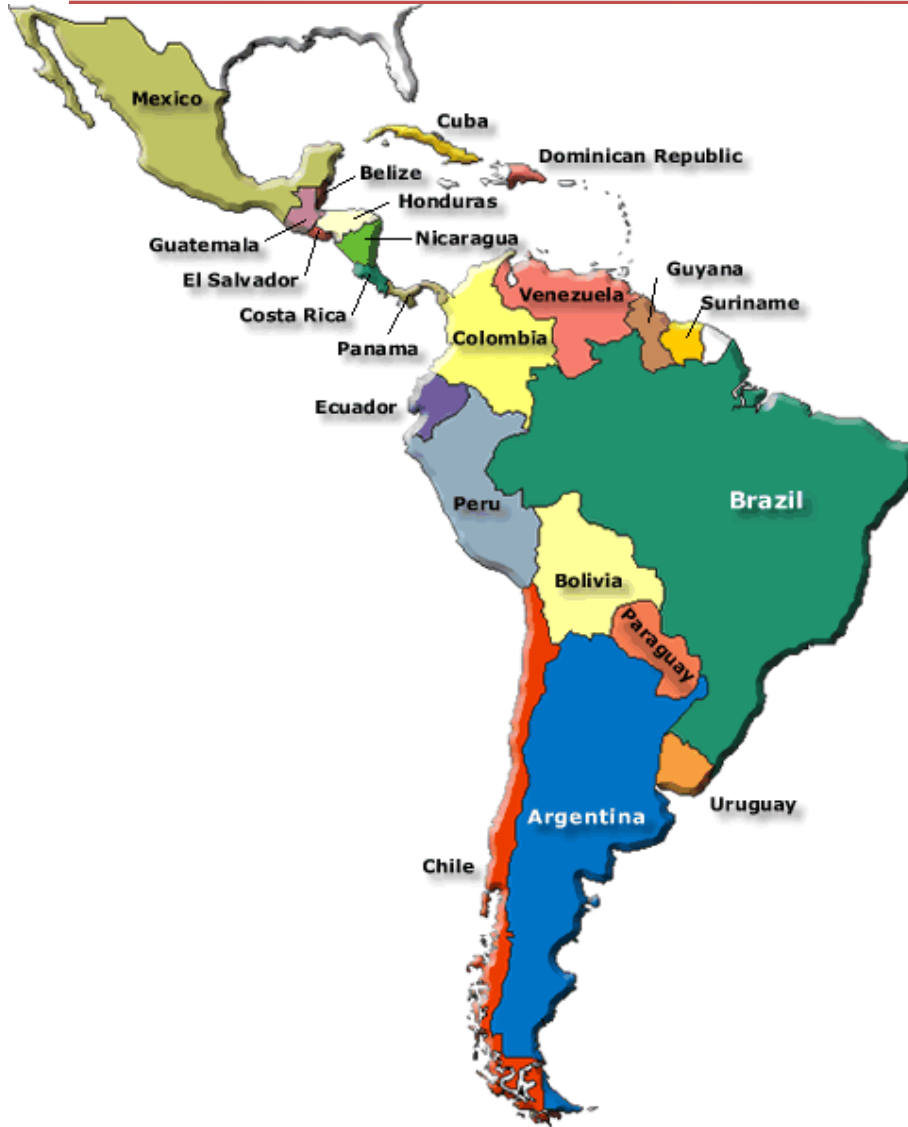 Mexico
Cuba
Dominican Republic
Belize
Honduras
Guatemala
Nicaragua
El Salvador
Guyana
Venezuela
Suriname
Costa Rica
Colombia
Panama
Ecuador
Peru
Brazil
Bolivia
Paraguay
Uruguay
Argentina
Chile